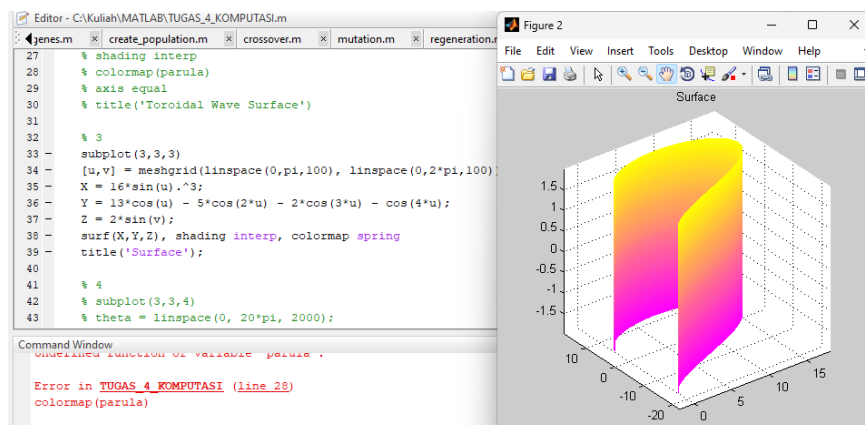 Editor - C:\Kuliah\MATLAB\TUGAS_4_KOMPUTASI.m
genes.m × create_population.m × crossover.m × mutation.m × regeneration.
27 % shading interp
28 % colormap(parula)
29 % axis equal
30 % title('Toroidal Wave Surface')
31
32 % 3
33 - subplot(3,3,3)
34 - [u,v] = meshgrid(linspace(0,pi,100), linspace(0,2*pi,100)
35 - X = 16*sin(u).^3;
36 - Y = 13*cos(u) - 5*cos(2*u) - 2*cos(3*u) - cos(4*u);
37 - Z = 2*sin(v);
38 - surf(X,Y,Z), shading interp, colormap spring
39 - title('Surface');
40
41 % 4
42 % subplot(3,3,4)
43 % theta = linspace(0, 20*pi, 2000);
Command Window
Undefined function or variable 'parula'.
Error in TUGAS_4_KOMPUTASI (line 28)
colormap(parula)
Figure 2
File Edit View Insert Tools Desktop Window Help
Surface
1.5
1
0.5
0
-0.5
-1
-1.5
10
0
-10
-20
0
5
10
15